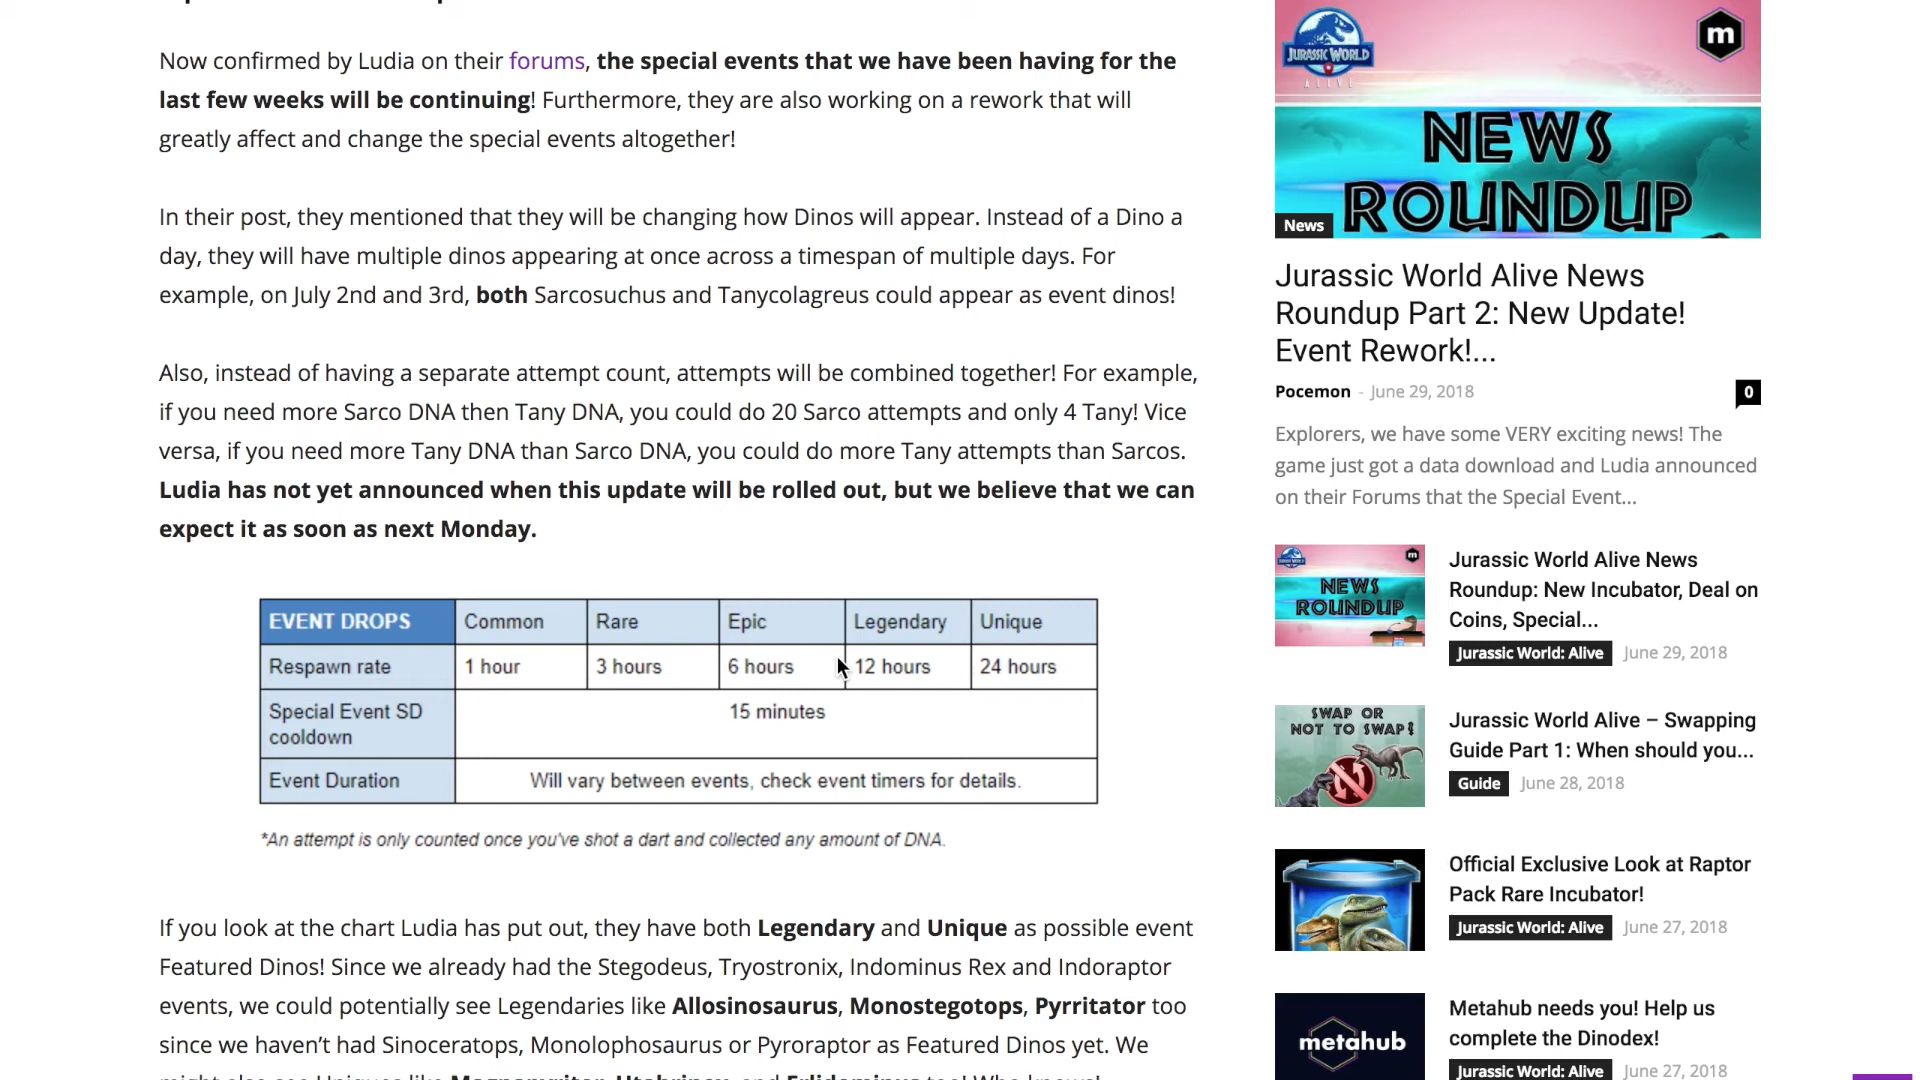 Now confirmed by Ludia on their forums, the special events that we have been having for the
last few weeks will be continuing! Furthermore, they are also working on a rework that will
greatly affect and change the special events altogether!
In their post, they mentioned that they will be changing how Dinos will appear. Instead of a Dino a
day, they will have multiple dinos appearing at once across a timespan of multiple days. For
example, on July 2nd and 3rd, both Sarcosuchus and Tanycolagreus could appear as event dinos!
Also, instead of having a separate attempt count, attempts will be combined together! For example,
if you need more Sarco DNA then Tany DNA, you could do 20 Sarco attempts and only 4 Tany! Vice
versa, if you need more Tany DNA than Sarco DNA, you could do more Tany attempts than Sarcos.
Ludia has not yet announced when this update will be rolled out, but we believe that we can
expect it as soon as next Monday.
EVENT DROPS Common Rare Epic Legendary Unique
Respawn rate 1 hour 3 hours 6 hours 12 hours 24 hours
Special Event SD
cooldown
15 minutes
Event Duration Will vary between events, check event timers for details.
*An attempt is only counted once you've shot a dart and collected any amount of DNA.
If you look at the chart Ludia has put out, they have both Legendary and Unique as possible event
Featured Dinos! Since we already had the Stegodeus, Tryostronix, Indominus Rex and Indoraptor
events, we could potentially see Legendaries like Allosinosaurus, Monostegotops, Pyrritator too
since we haven't had Sinoceratops, Monolophosaurus or Pyroraptor as Featured Dinos yet. We
JURASSIC WORLD
ALIVE
m
NEWS
ROUNDUP
News
Jurassic World Alive News
Roundup Part 2: New Update!
Event Rework!...
Pocemon - June 29, 2018
0
Explorers, we have some VERY exciting news! The
game just got a data download and Ludia announced
on their Forums that the Special Event...
m
NEWS
ROUNDUP
Jurassic World Alive News
Roundup: New Incubator, Deal on
Coins, Special...
Jurassic World: Alive June 29, 2018
SWAP OR
NOT TO SWAP?
Jurassic World Alive – Swapping
Guide Part 1: When should you...
Guide June 28, 2018
Official Exclusive Look at Raptor
Pack Rare Incubator!
Jurassic World: Alive June 27, 2018
metahub
Metahub needs you! Help us
complete the Dinodex!
Jurassic World: Alive June 27, 2018